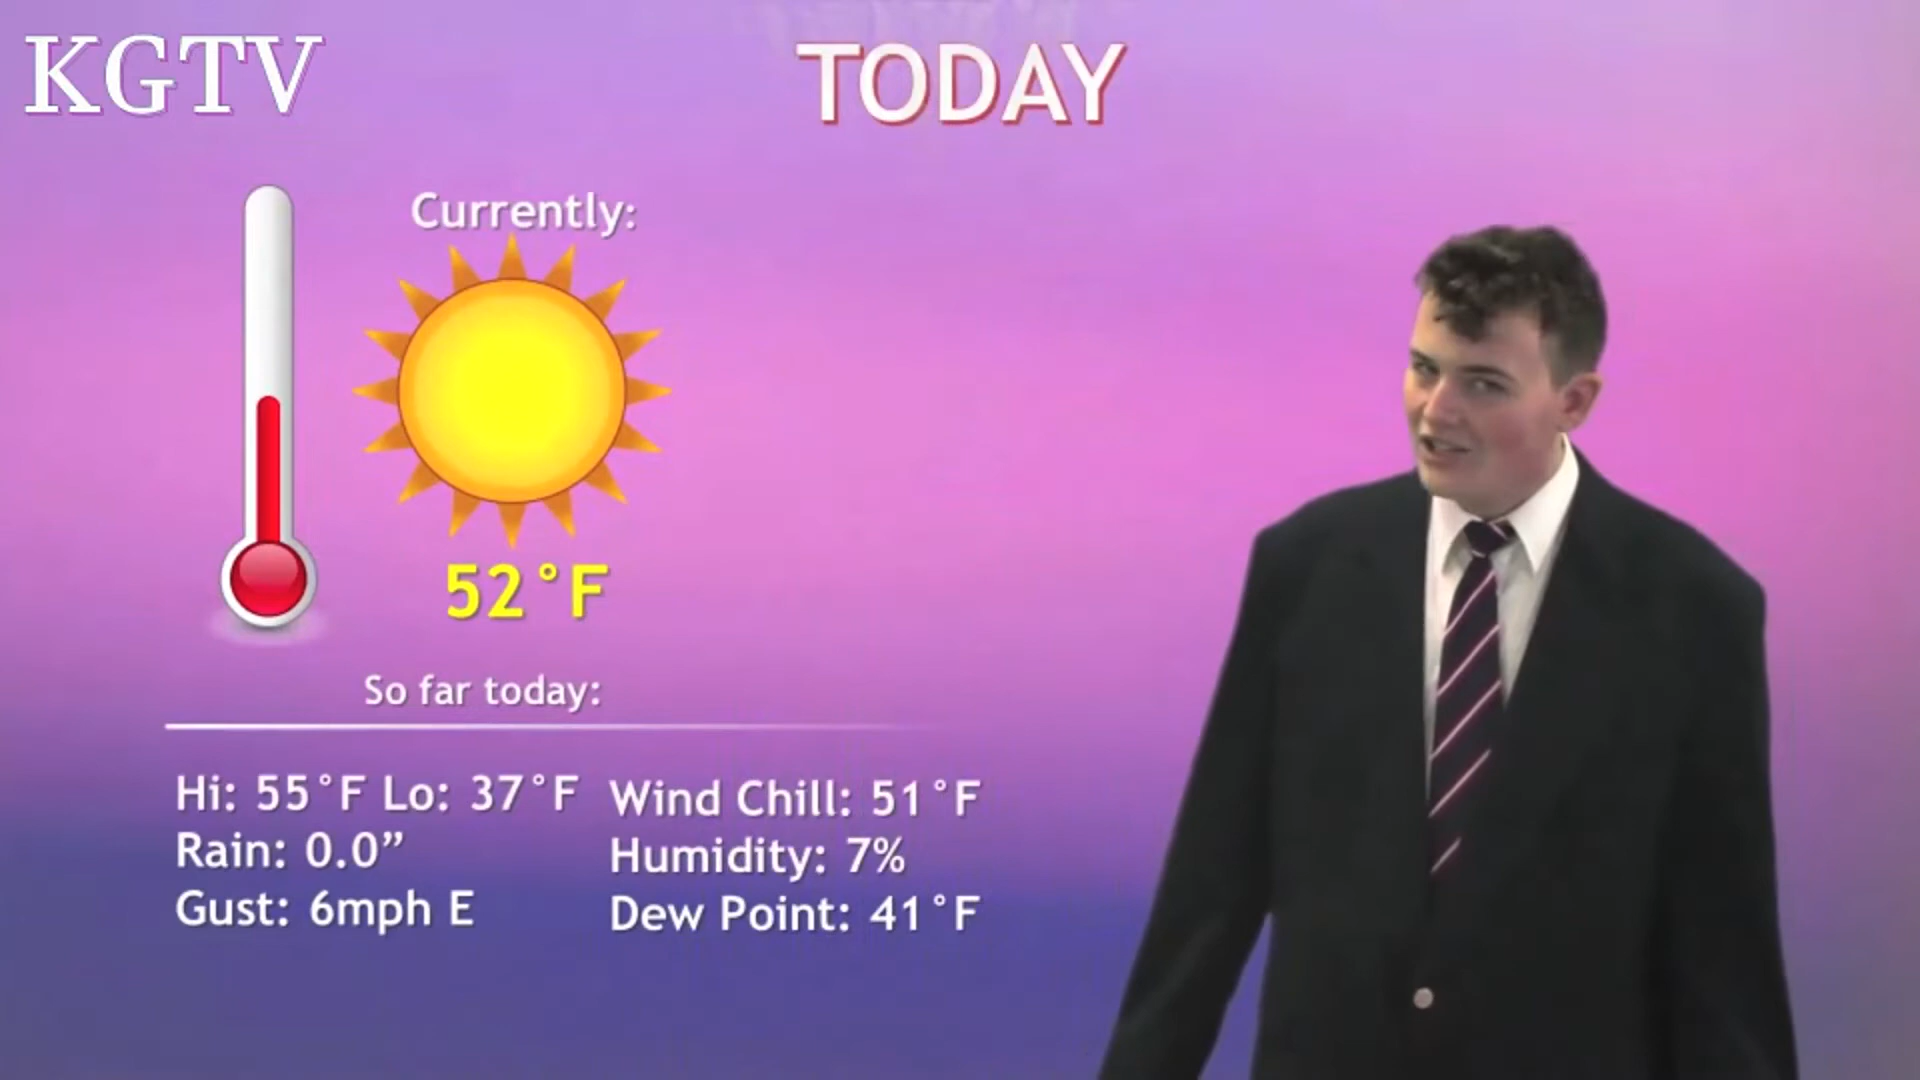 KGTV
TODAY
Currently:
52°F
So far today:
Hi: 55°F Lo: 37°F
Rain: 0.0”
Gust: 6mph E
Wind Chill: 51°F
Humidity: 7%
Dew Point: 41°F